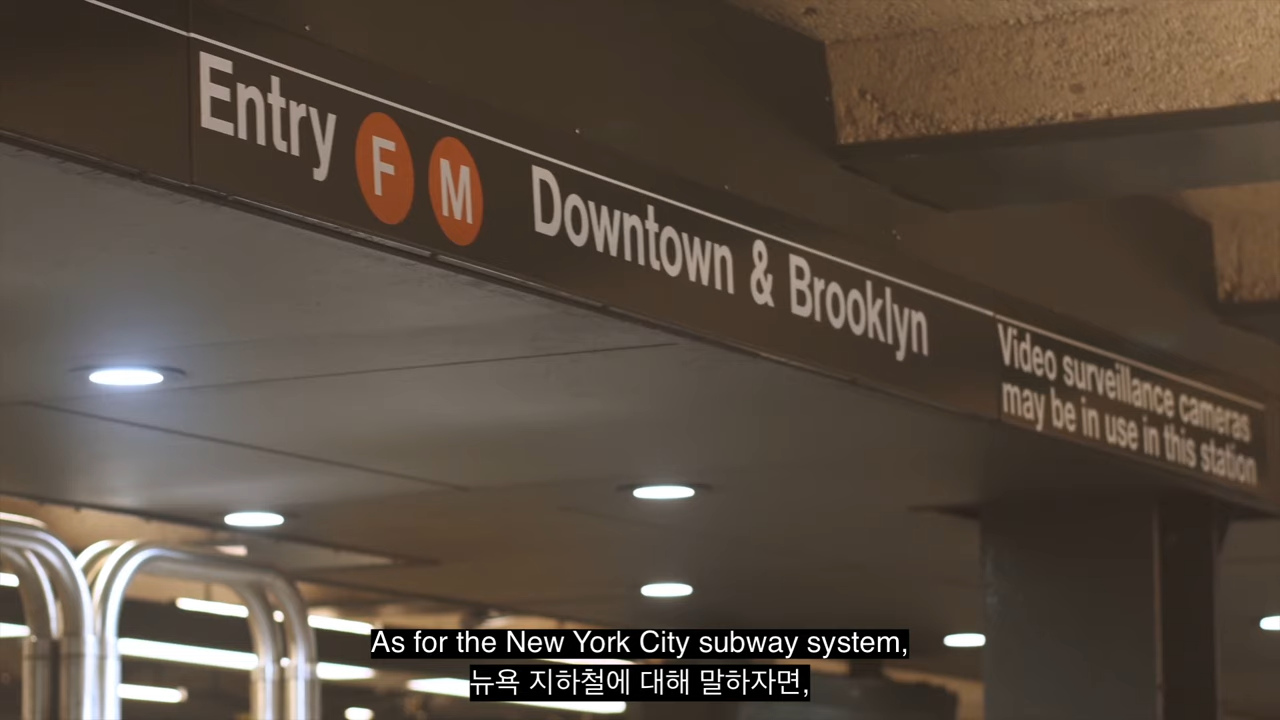 Entry F M Downtown & Brooklyn
Video surveillance cameras
may be in use in this station
As for the New York City subway system,
뉴욕 지하철에 대해 말하자면,